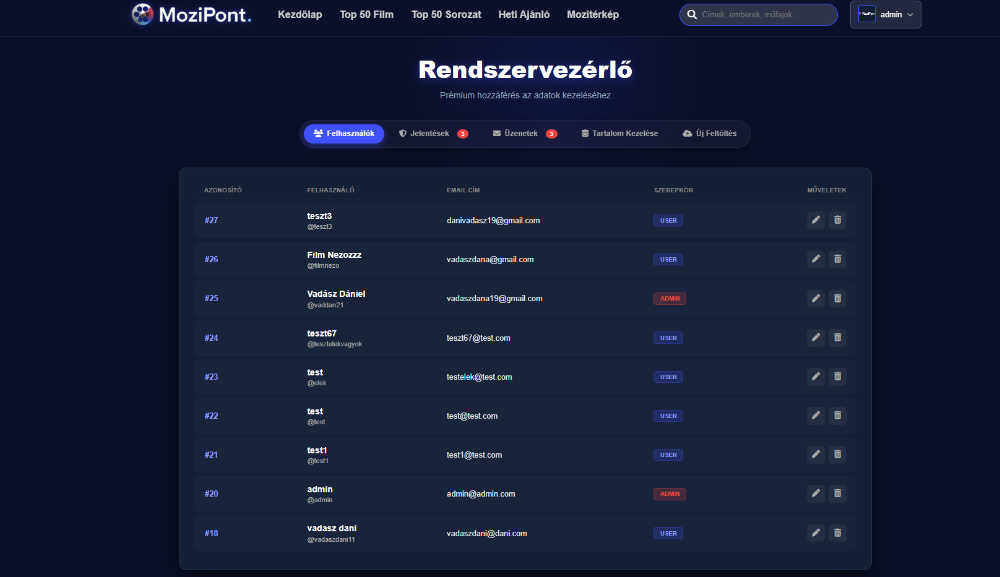 MoziPont.
Kezdőlap
Top 50 Film
Top 50 Sorozat
Heti Ajánló
Mozitérkép
Címek, emberek, műfajok...
admin
Rendszervezérlő
Prémium hozzáférés az adatok kezeléséhez
Felhasználók
Jelentések 3
Üzenetek 3
Tartalom Kezelése
Új Feltöltés
AZONOSÍTÓ FELHASZNÁLÓ EMAIL CÍM SZEREPKÖR MŰVELETEK
#27 teszt3 danivadasz19@gmail.com USER
@teszt3
#26 Film Nezozzz vadaszdana@gmail.com USER
@filmnezo
#25 Vadász Dániel vadaszdana19@gmail.com ADMIN
@vaddan21
#24 teszt67 teszt67@test.com USER
@tesztelekvagyok
#23 test testelek@test.com USER
@elek
#22 test test@test.com USER
@test
#21 test1 test1@test.com USER
@test1
#20 admin admin@admin.com ADMIN
@admin
#18 vadasz dani vadaszdani@dani.com USER
@vadaszdani11